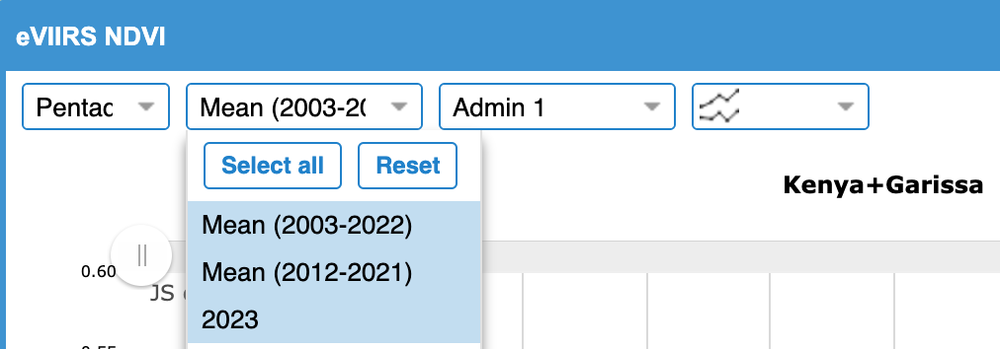 eVIIRS NDVI
Pentac Mean (2003-20 Admin 1
Select all Reset
Kenya+Garissa
Mean (2003-2022)
0.60
Mean (2012-2021)
JS
2023